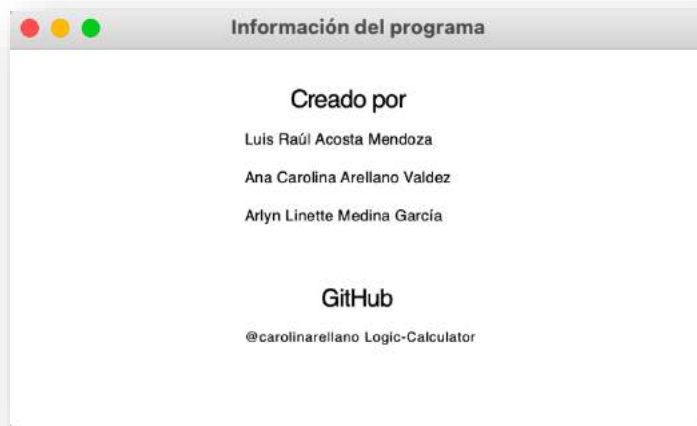 Información del programa
Creado por
Luis Raúl Acosta Mendoza
Ana Carolina Arellano Valdez
Arlyn Linette Medina García
GitHub
@carolinarellano Logic-Calculator